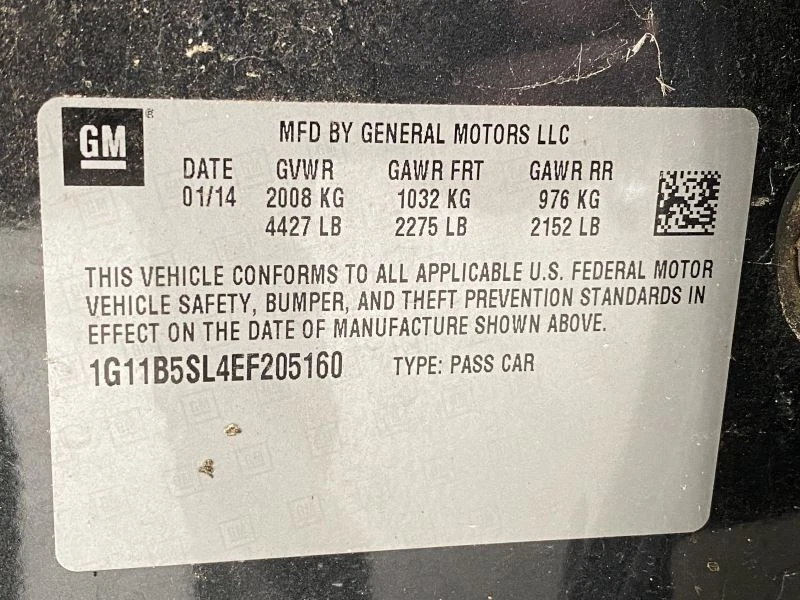 GM ®
MFD BY GENERAL MOTORS LLC
DATE GVWR GAWR FRT GAWR RR
01/14 2008 KG 1032 KG 976 KG
4427 LB 2275 LB 2152 LB
THIS VEHICLE CONFORMS TO ALL APPLICABLE U.S. FEDERAL MOTOR
VEHICLE SAFETY, BUMPER, AND THEFT PREVENTION STANDARDS IN
EFFECT ON THE DATE OF MANUFACTURE SHOWN ABOVE.
1G11B5SL4EF205160 TYPE: PASS CAR